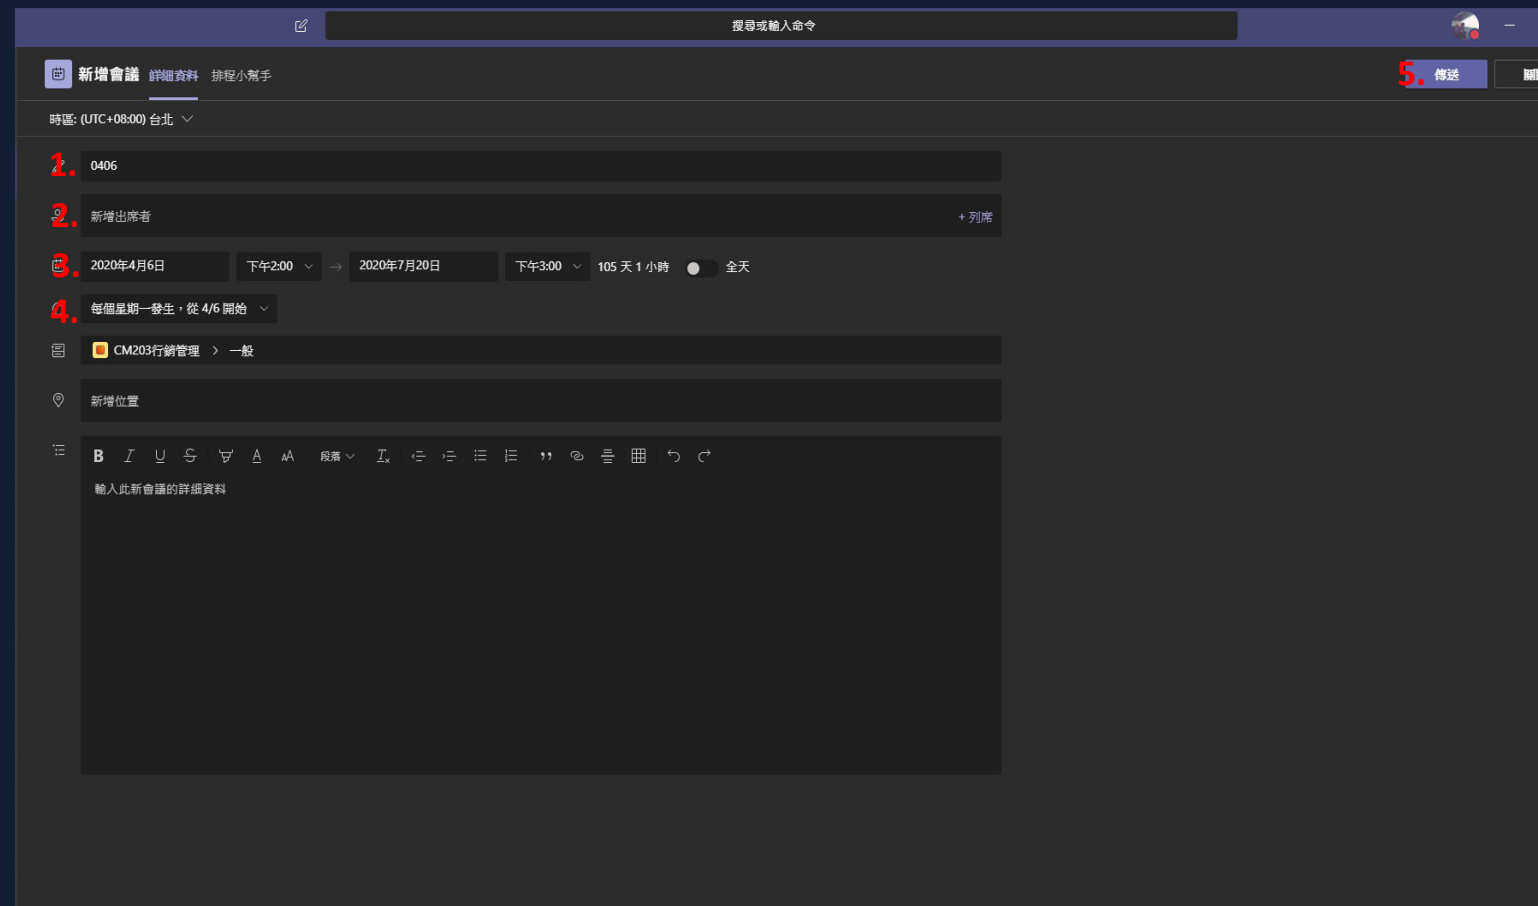 搜尋或輸入命令
新增會議 詳細資料 排程小幫手 5. 傳送
時區: (UTC+08:00) 台北
1. 0406
2. 新增出席者 + 列席
3. 2020年4月6日 下午2:00 → 2020年7月20日 下午3:00 105 天 1 小時 全天
4. 每個星期一發生，從 4/6 開始
CM203行銷管理 > 一般
新增位置
B I U S A AA 段落 Tx
輸入此新會議的詳細資料